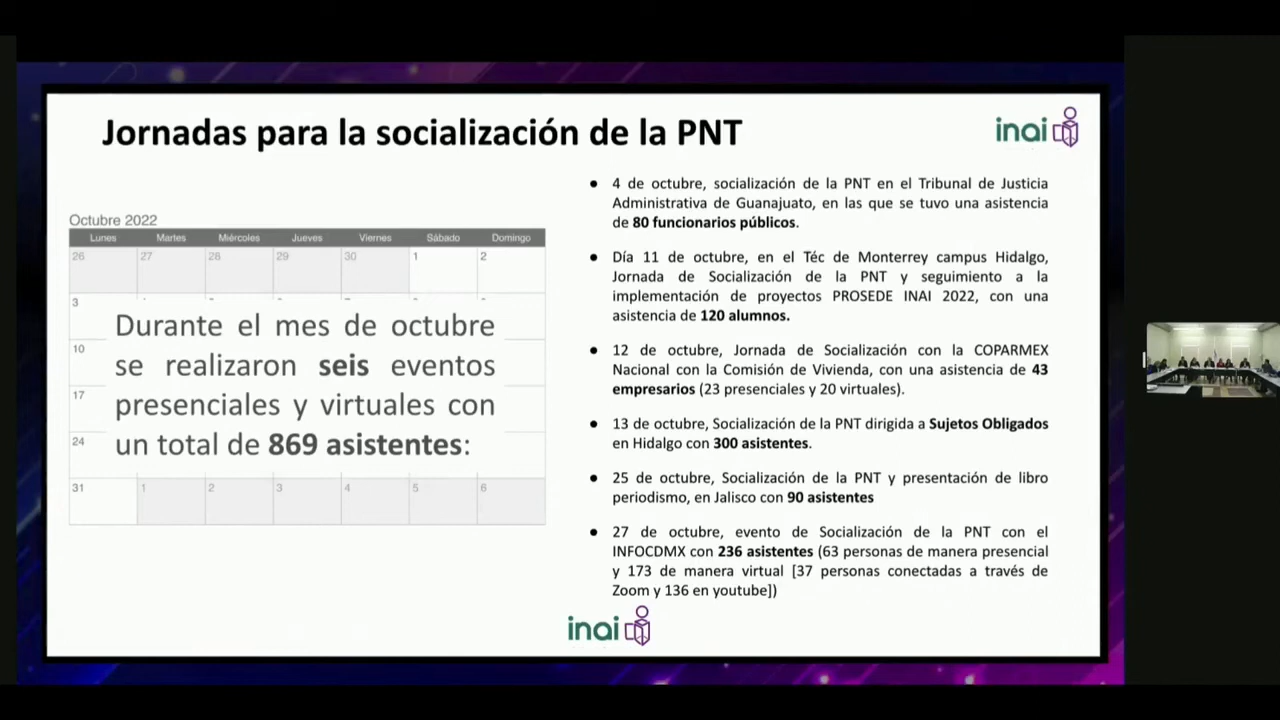 Jornadas para la socialización de la PNT
inai
Octubre 2022
Lunes Martes Miércoles Jueves Viernes Sábado Domingo
26 27 28 29 30 1 2
3
10
17
24
31 1 2 3 4 5 6
Durante el mes de octubre
se realizaron seis eventos
presenciales y virtuales con
un total de 869 asistentes:
● 4 de octubre, socialización de la PNT en el Tribunal de Justicia
Administrativa de Guanajuato, en las que se tuvo una asistencia
de 80 funcionarios públicos.
● Día 11 de octubre, en el Téc de Monterrey campus Hidalgo,
Jornada de Socialización de la PNT y seguimiento a la
implementación de proyectos PROSEDE INAI 2022, con una
asistencia de 120 alumnos.
● 12 de octubre, Jornada de Socialización con la COPARMEX
Nacional con la Comisión de Vivienda, con una asistencia de 43
empresarios (23 presenciales y 20 virtuales).
● 13 de octubre, Socialización de la PNT dirigida a Sujetos Obligados
en Hidalgo con 300 asistentes.
● 25 de octubre, Socialización de la PNT y presentación de libro
periodismo, en Jalisco con 90 asistentes
● 27 de octubre, evento de Socialización de la PNT con el
INFOCDMX con 236 asistentes (63 personas de manera presencial
y 173 de manera virtual [37 personas conectadas a través de
Zoom y 136 en youtube])
inai